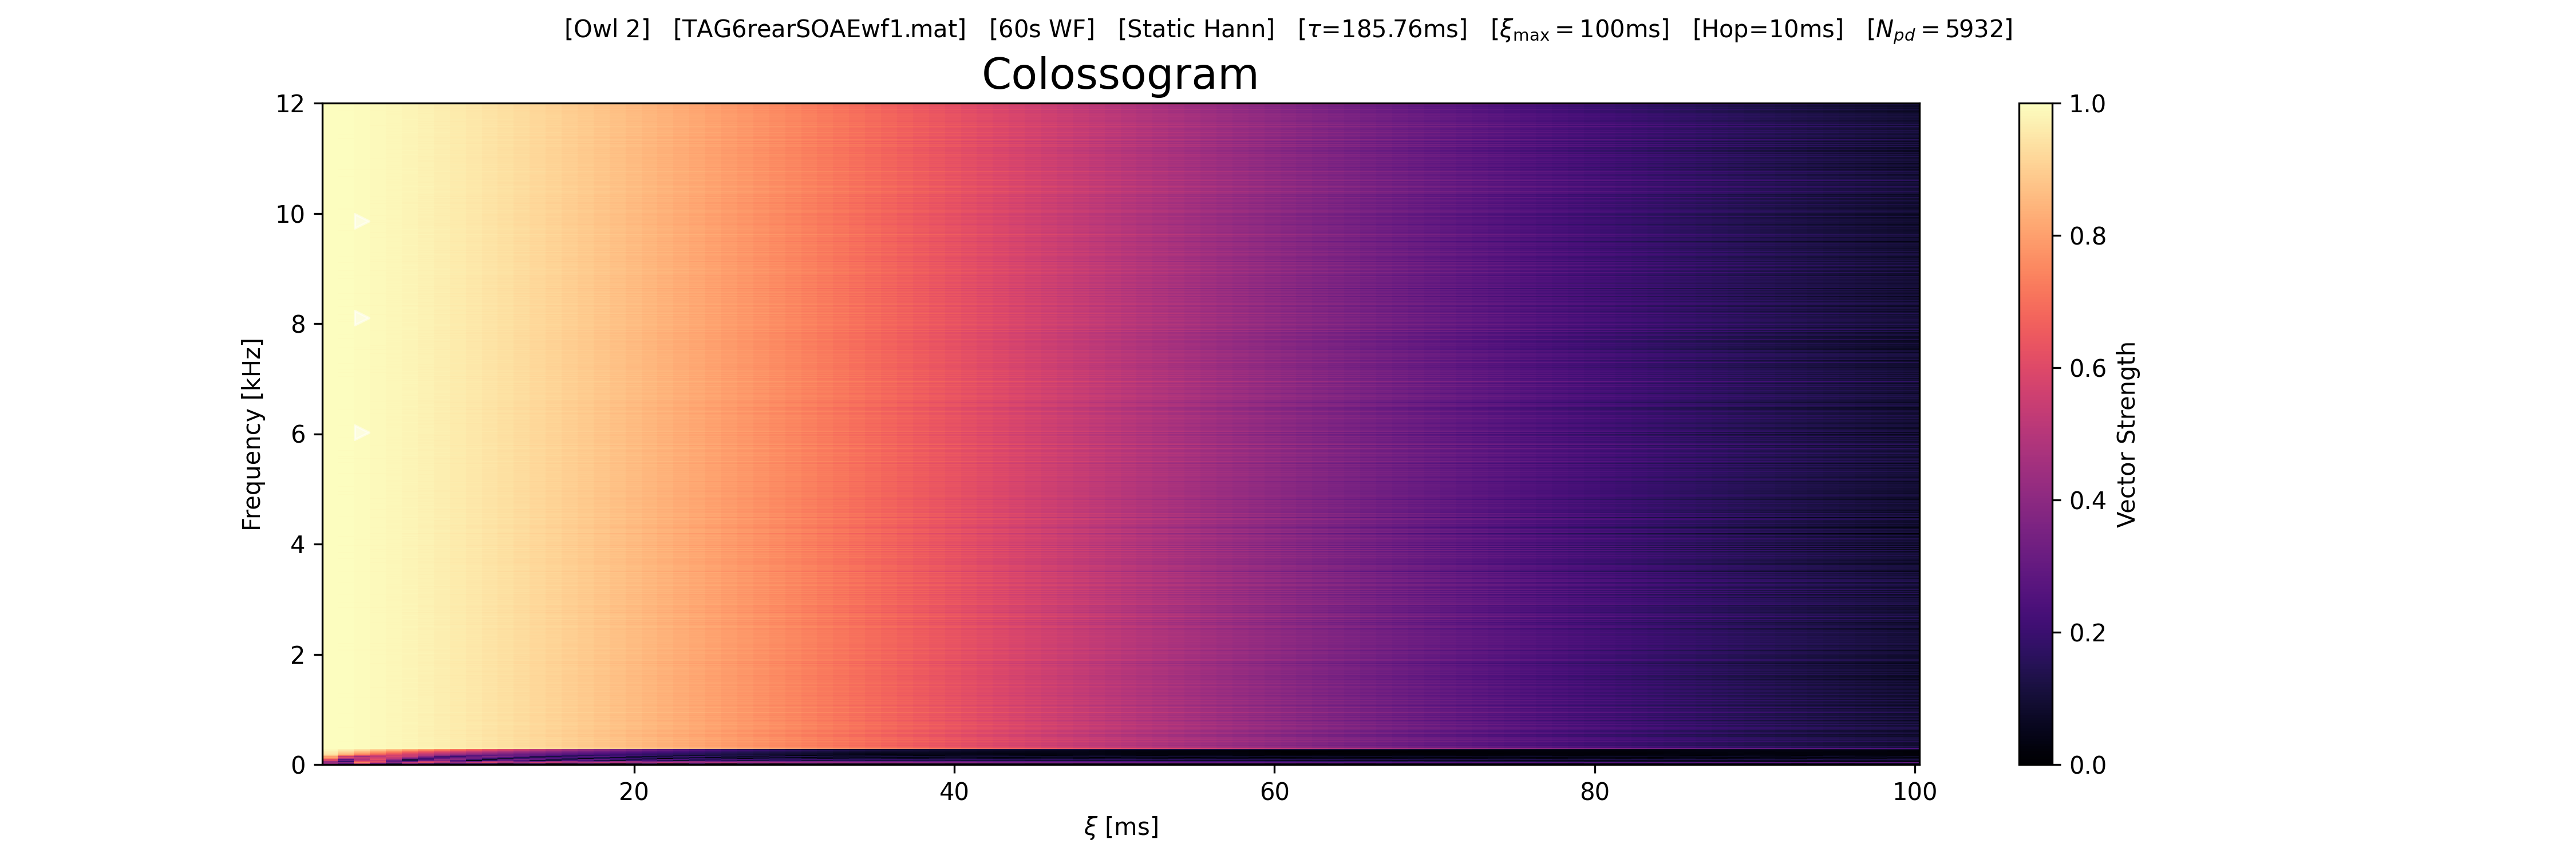 [Owl 2] [TAG6rearSOAEwf1.mat] [60s WF] [Static Hann] [τ=185.76ms] [ξmax = 100ms] [Hop=10ms] [Npd = 5932]
Colossogram
12
10
8
6
4
2
0
Frequency [kHz]
20 40 60 80 100
ξ [ms]
1.0
0.8
0.6
0.4
0.2
0.0
Vector Strength